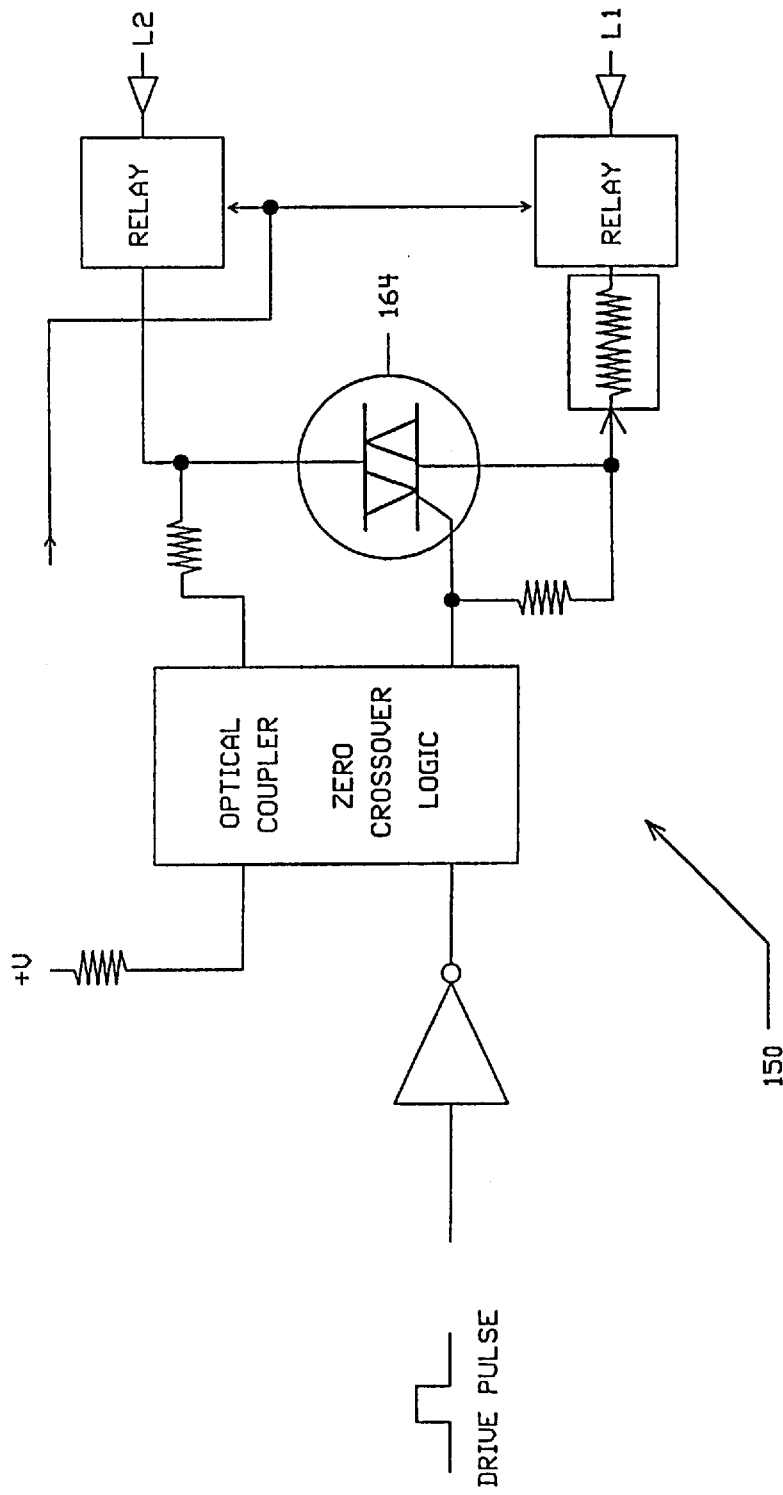 DRIVE PULSE
+V
OPTICAL
COUPLER
ZERO
CROSSOVER
LOGIC
164
RELAY
L2
RELAY
L1
150